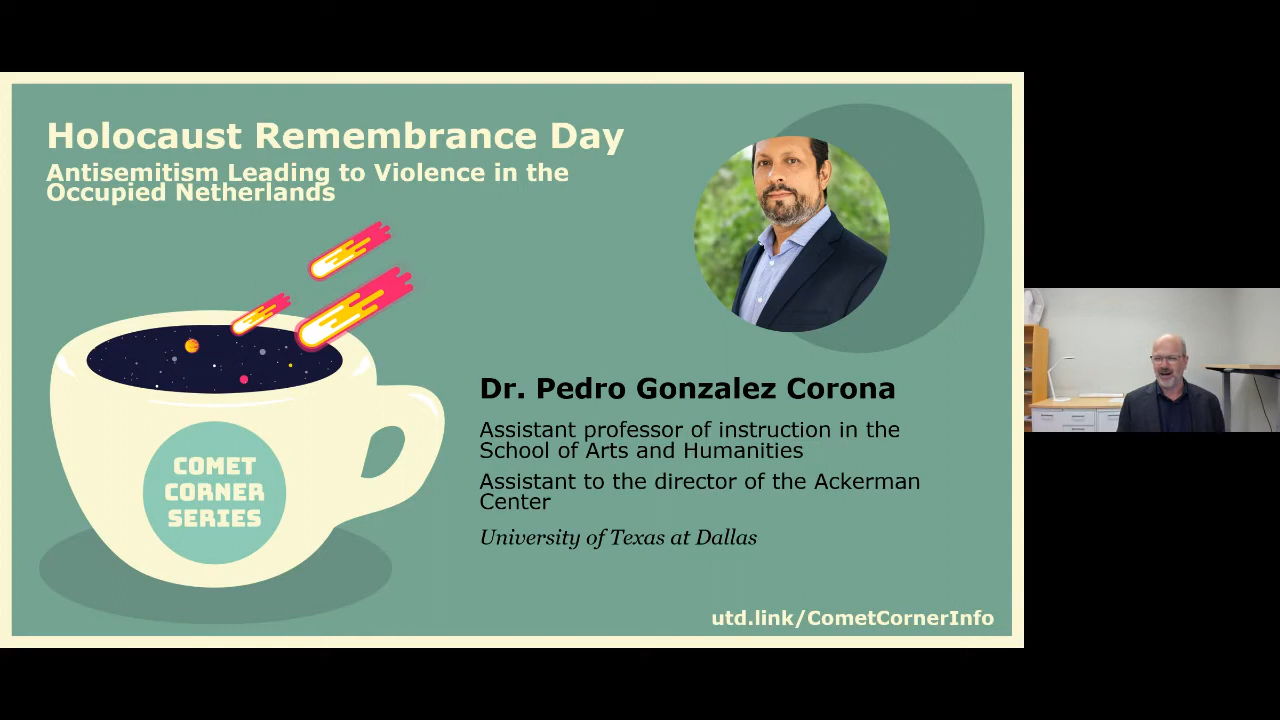 Holocaust Remembrance Day
Antisemitism Leading to Violence in the
Occupied Netherlands
COMET
CORNER
SERIES
Dr. Pedro Gonzalez Corona
Assistant professor of instruction in the
School of Arts and Humanities
Assistant to the director of the Ackerman
Center
University of Texas at Dallas
utd.link/CometCornerInfo